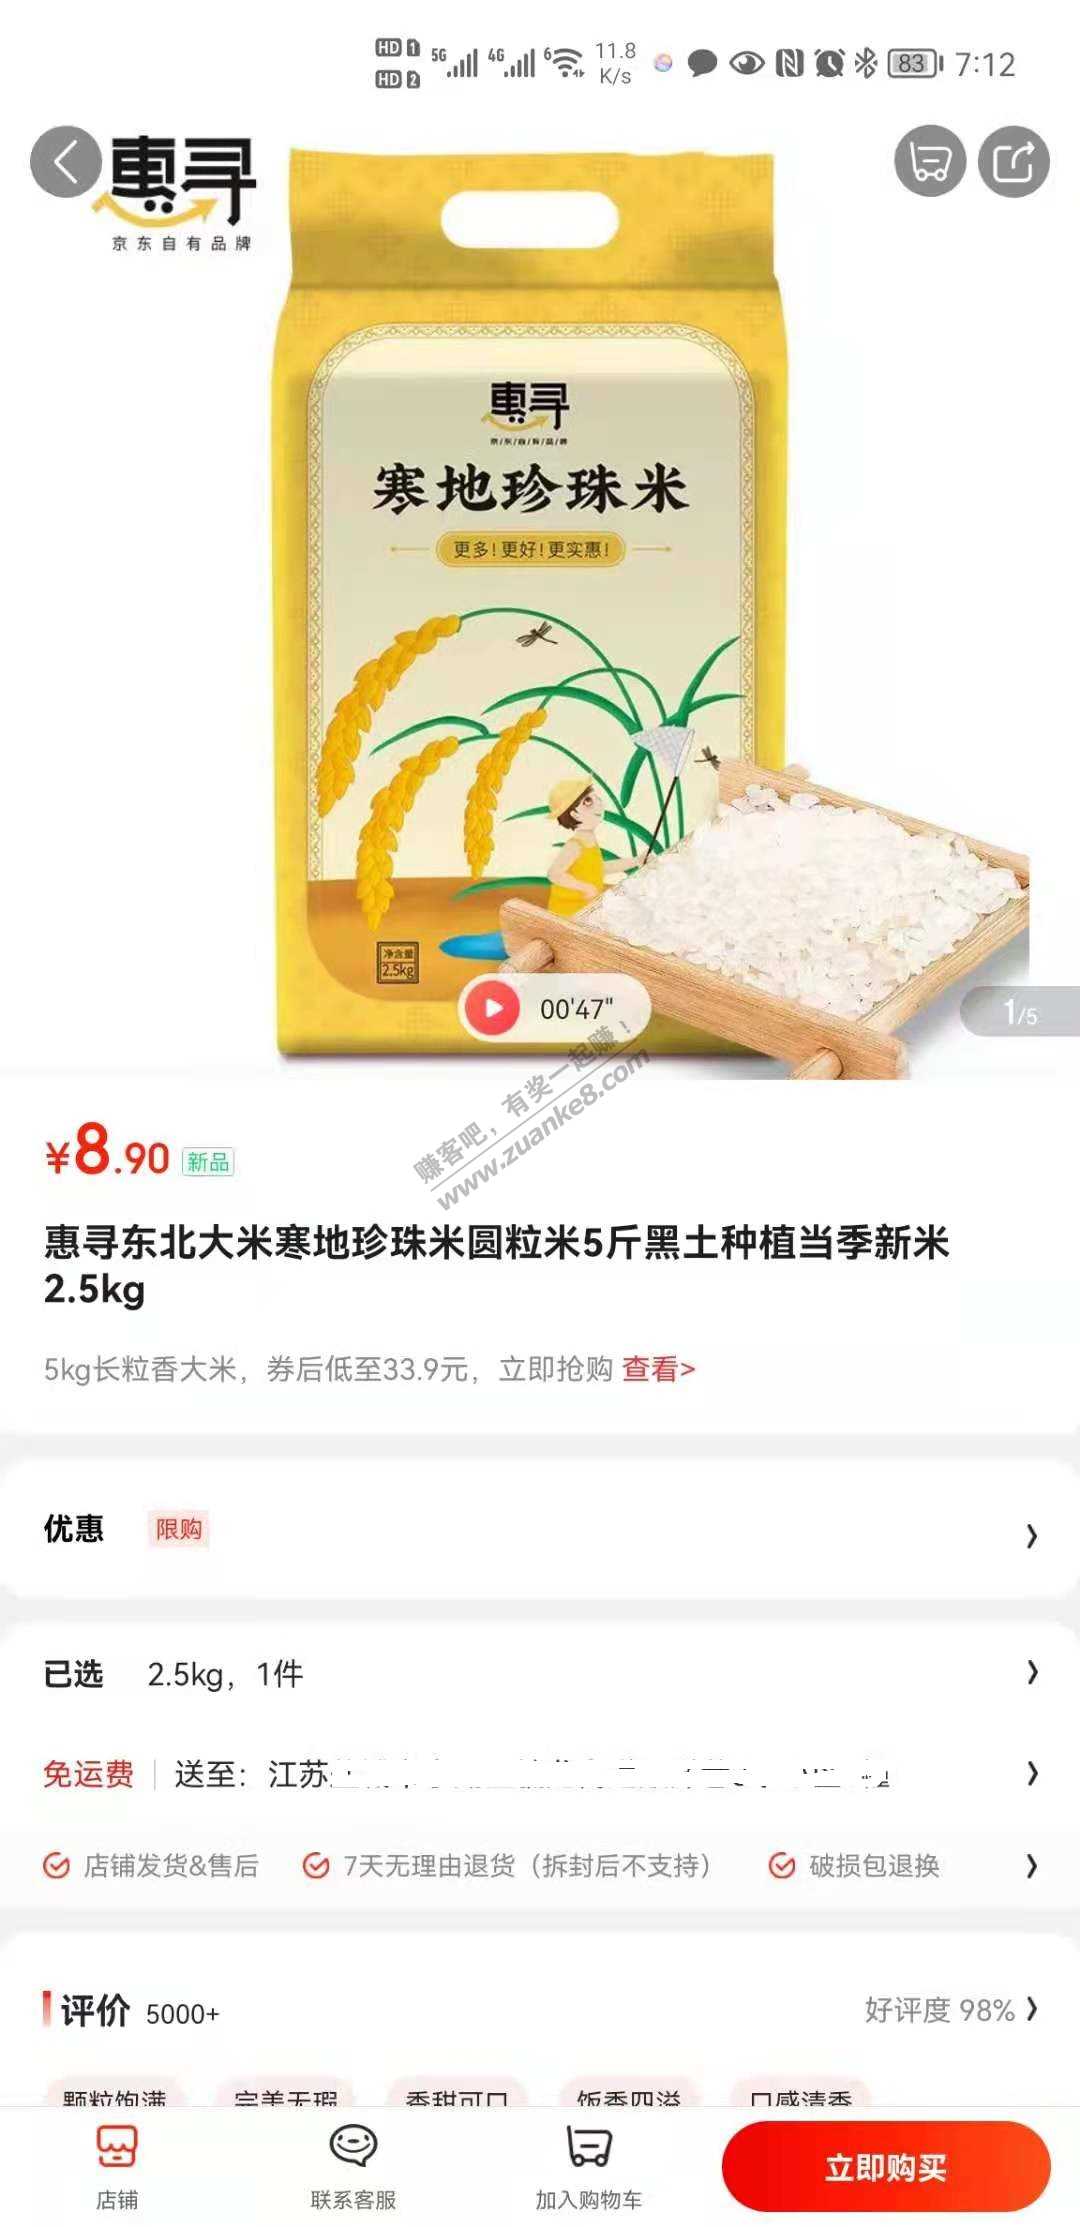 HD 1 5G 4G 6 11.8 83 7:12
HD 2 K/s
惠寻
京东自有品牌
惠寻
京/东/自/有/品/牌
寒地珍珠米
更多！更好！更实惠！
净含量
2.5kg
00'47"
1/5
赚客吧，有奖一起赚！
www.zuanke8.com
¥8.90 新品
惠寻东北大米寒地珍珠米圆粒米5斤黑土种植当季新米
2.5kg
5kg长粒香大米，券后低至33.9元，立即抢购 查看>
优惠 限购
已选 2.5kg，1件
免运费 送至：江苏
店铺发货&售后 7天无理由退货（拆封后不支持） 破损包退换
评价 5000+ 好评度 98%
颗粒饱满 完美无瑕 香甜可口 饭香四溢 口感清香
店铺 联系客服 加入购物车 立即购买